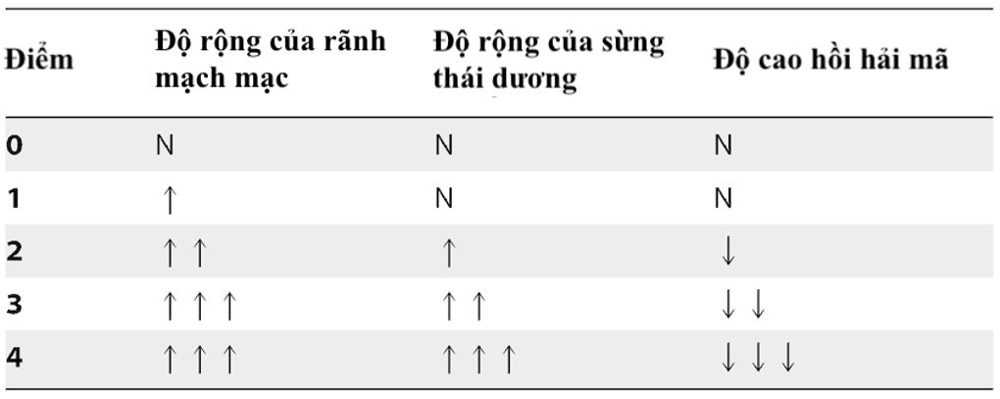 Điểm Độ rộng của rãnh mạch mạc Độ rộng của sừng thái dương Độ cao hồi hải mã
0 N N N
1 ↑ N N
2 ↑ ↑ ↑ ↓
3 ↑ ↑ ↑ ↑ ↑ ↓ ↓
4 ↑ ↑ ↑ ↑ ↑ ↑ ↓ ↓ ↓